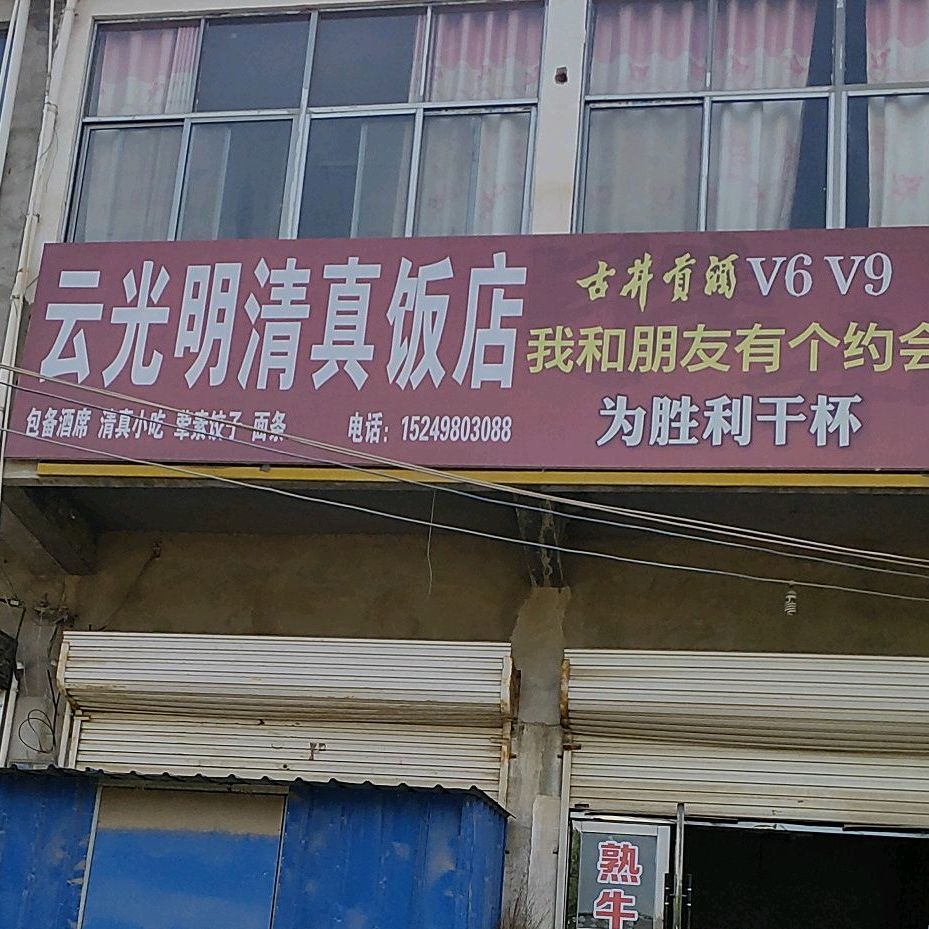 云光明清真饭店
包备酒席 清真小吃 荤素饺子 面条 电话：15249803088
古井贡酒V6 V9
我和朋友有个约会
为胜利干杯
熟牛